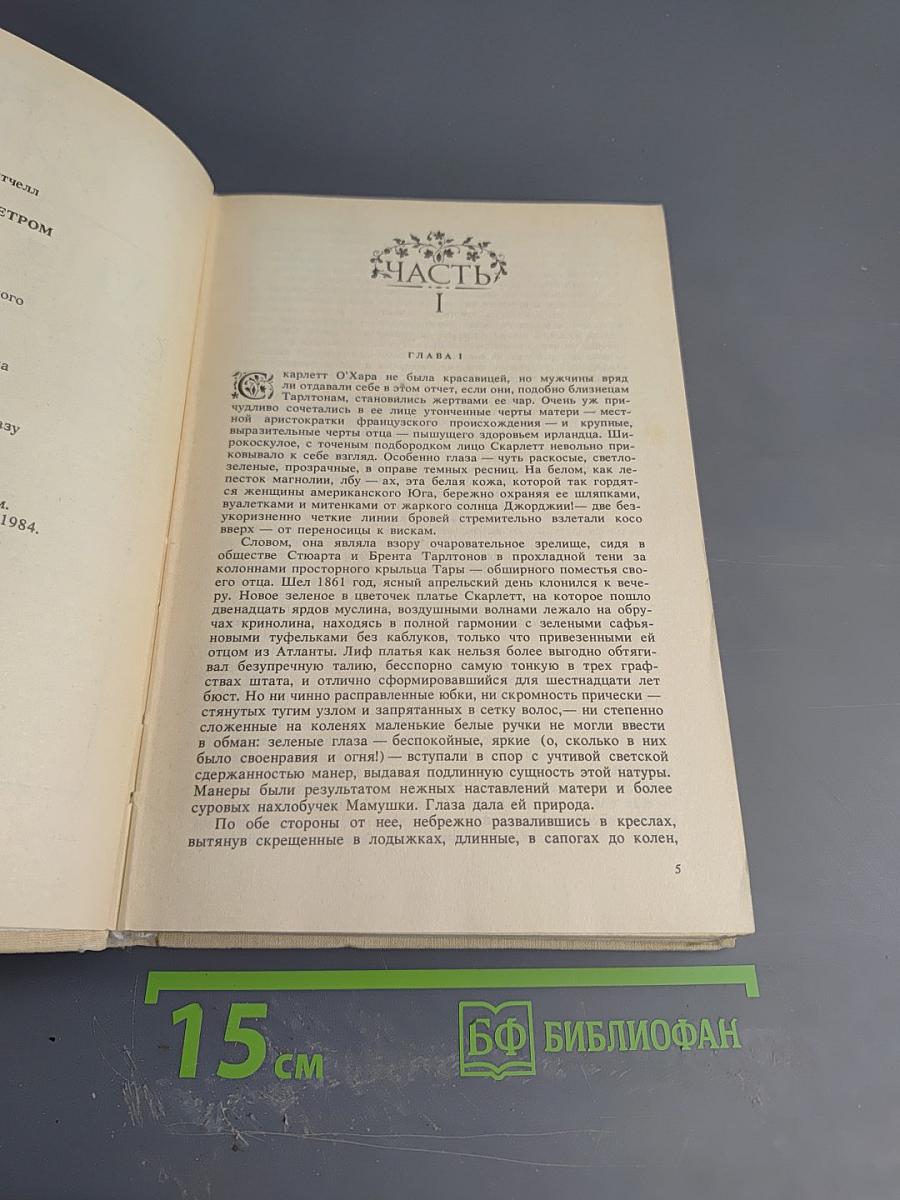 тчелл
ЕТРОМ
ого
а
зу
м.
1984.
ЧАСТЬ
I
ГЛАВА I
Скарлетт О'Хара не была красавицей, но мужчины вряд
ли отдавали себе в этом отчет, если они, подобно близнецам
Тарлтонам, становились жертвами ее чар. Очень уж при-
чудливо сочетались в ее лице утонченные черты матери — мест-
ной аристократки французского происхождения — и крупные,
выразительные черты отца — пышущего здоровьем ирландца. Ши-
рокоскулое, с точеным подбородком лицо Скарлетт невольно при-
ковывало к себе взгляд. Особенно глаза — чуть раскосые, светло-
зеленые, прозрачные, в оправе темных ресниц. На белом, как ле-
песток магнолии, лбу — ах, эта белая кожа, которой так гордят-
ся женщины американского Юга, бережно охраняя ее шляпками,
вуалетками и митенками от жаркого солнца Джорджии!— две без-
укоризненно четкие линии бровей стремительно взлетали косо
вверх — от переносицы к вискам.
Словом, она являла взору очаровательное зрелище, сидя в
обществе Стюарта и Брента Тарлтонов в прохладной тени за
колоннами просторного крыльца Тары — обширного поместья сво-
его отца. Шел 1861 год, ясный апрельский день клонился к вече-
ру. Новое зеленое в цветочек платье Скарлетт, на которое пошло
двенадцать ярдов муслина, воздушными волнами лежало на обру-
чах кринолина, находясь в полной гармонии с зелеными сафья-
новыми туфельками без каблуков, только что привезенными ей
отцом из Атланты. Лиф платья как нельзя более выгодно обтяги-
вал безупречную талию, бесспорно самую тонкую в трех граф-
ствах штата, и отлично сформировавшийся для шестнадцати лет
бюст. Но ни чинно расправленные юбки, ни скромность прически —
стянутых тугим узлом и запрятанных в сетку волос,— ни степенно
сложенные на коленях маленькие белые ручки не могли ввести
в обман: зеленые глаза — беспокойные, яркие (о, сколько в них
было своенравия и огня!) — вступали в спор с учтивой светской
сдержанностью манер, выдавая подлинную сущность этой натуры.
Манеры были результатом нежных наставлений матери и более
суровых нахлобучек Мамушки. Глаза дала ей природа.
По обе стороны от нее, небрежно развалившись в креслах,
вытянув скрещенные в лодыжках, длинные, в сапогах до колен,
5
15 см
БФ БИБЛИОФАН